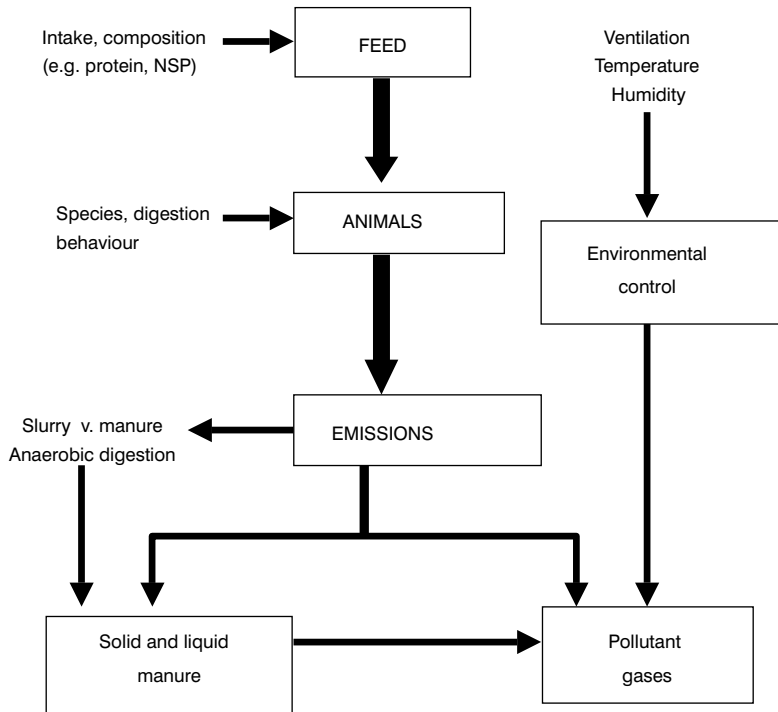 Intake, composition
(e.g. protein, NSP)
FEED
Ventilation
Temperature
Humidity
Species, digestion
behaviour
ANIMALS
Environmental
control
Slurry v. manure
Anaerobic digestion
EMISSIONS
Solid and liquid
manure
Pollutant
gases